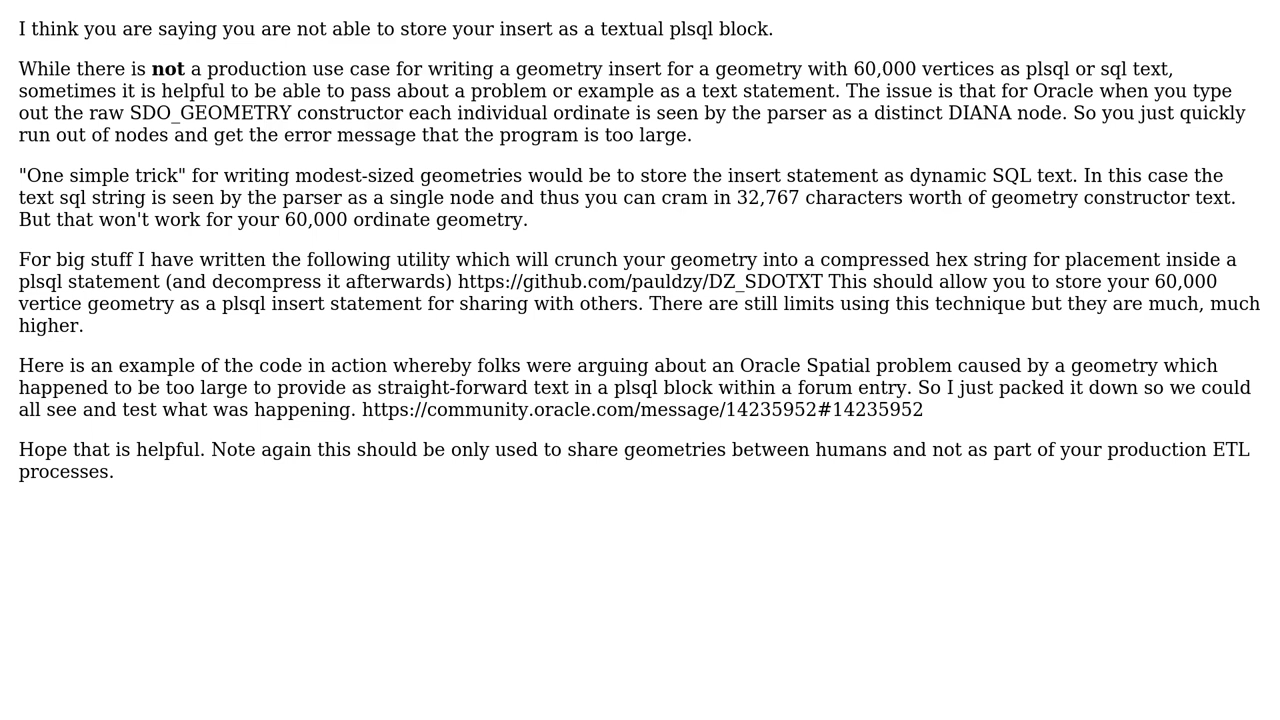 I think you are saying you are not able to store your insert as a textual plsql block.
While there is not a production use case for writing a geometry insert for a geometry with 60,000 vertices as plsql or sql text,
sometimes it is helpful to be able to pass about a problem or example as a text statement. The issue is that for Oracle when you type
out the raw SDO_GEOMETRY constructor each individual ordinate is seen by the parser as a distinct DIANA node. So you just quickly
run out of nodes and get the error message that the program is too large.
"One simple trick" for writing modest-sized geometries would be to store the insert statement as dynamic SQL text. In this case the
text sql string is seen by the parser as a single node and thus you can cram in 32,767 characters worth of geometry constructor text.
But that won't work for your 60,000 ordinate geometry.
For big stuff I have written the following utility which will crunch your geometry into a compressed hex string for placement inside a
plsql statement (and decompress it afterwards) https://github.com/pauldzy/DZ_SDOTXT This should allow you to store your 60,000
vertice geometry as a plsql insert statement for sharing with others. There are still limits using this technique but they are much, much
higher.
Here is an example of the code in action whereby folks were arguing about an Oracle Spatial problem caused by a geometry which
happened to be too large to provide as straight-forward text in a plsql block within a forum entry. So I just packed it down so we could
all see and test what was happening. https://community.oracle.com/message/14235952#14235952
Hope that is helpful. Note again this should be only used to share geometries between humans and not as part of your production ETL
processes.